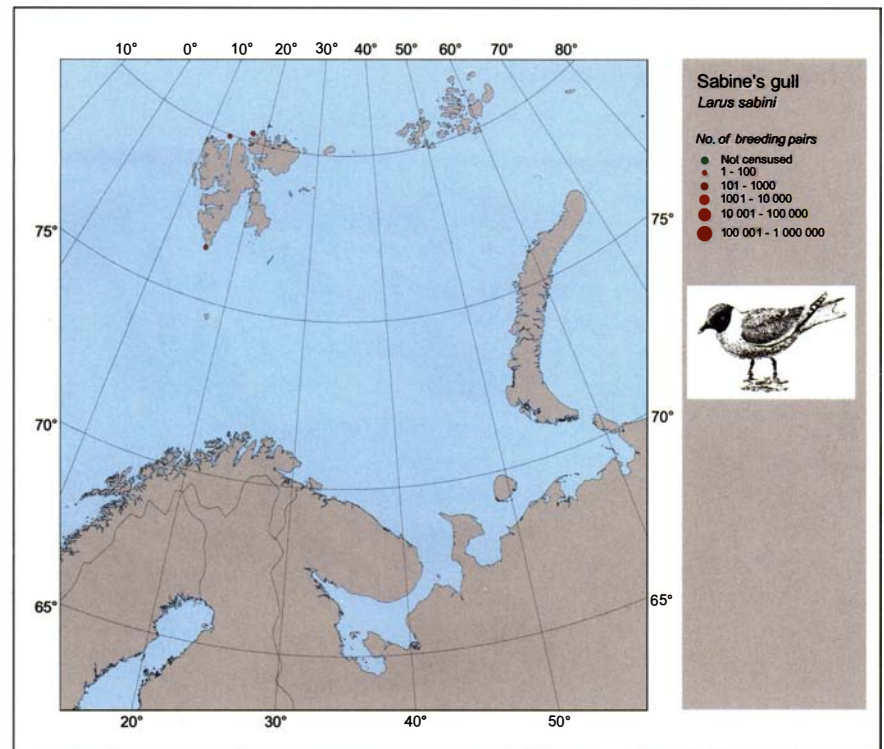 10° 0° 10° 20° 30° 40° 50° 60° 70° 80°
Sabine's gull
Larus sabini
No. of breeding pairs
Not censused
1 - 100
101 - 1000
1001 - 10 000
10 001 - 100 000
100 001 - 1 000 000
75° 75°
70° 70°
65° 65°
20° 30° 40° 50°